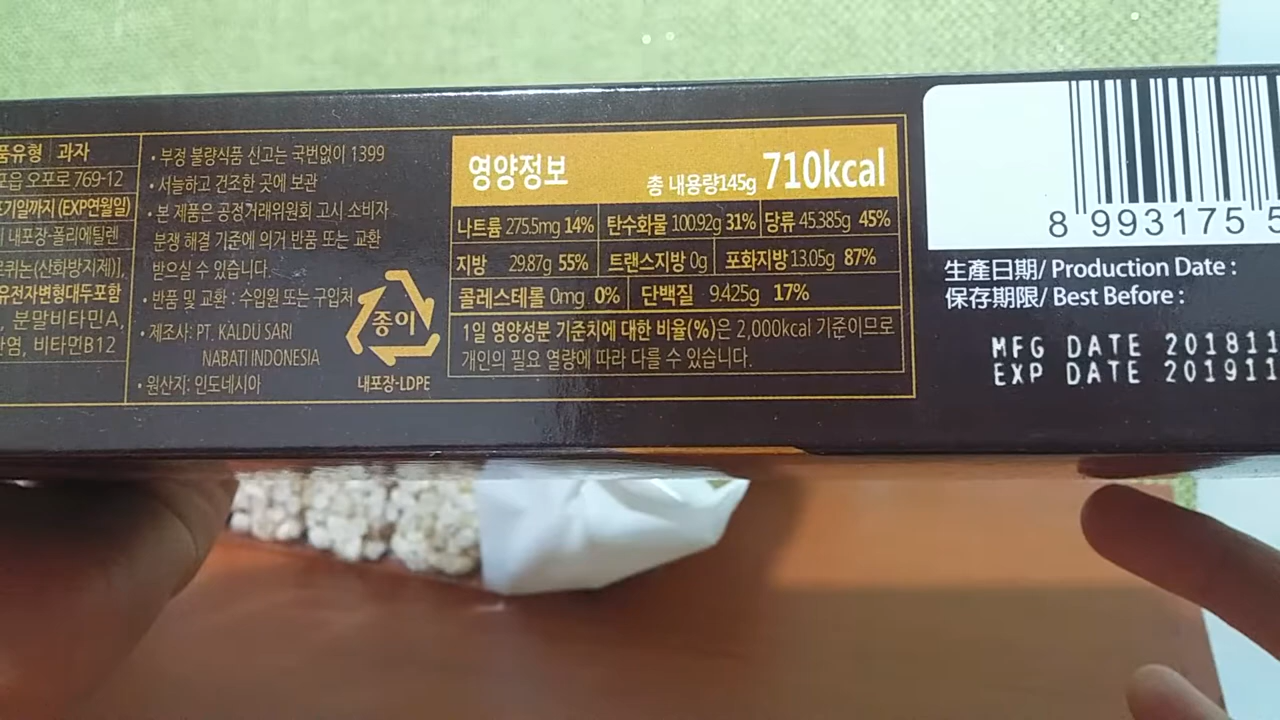 품유형 과자
포읍 오포로 769-12
표기일까지 (EXP연월일)
내포장-폴리에틸렌
퀴논(산화방지제)],
유전자변형대두포함
, 분말비타민A,
산염, 비타민B12
• 부정 불량식품 신고는 국번없이 1399
• 서늘하고 건조한 곳에 보관
• 본 제품은 공정거래위원회 고시 소비자
분쟁 해결 기준에 의거 반품 또는 교환
받으실 수 있습니다.
• 반품 및 교환 : 수입원 또는 구입처
• 제조사: PT. KALDU SARI
NABATI INDONESIA
• 원산지: 인도네시아
종이
내포장-LDPE
영양정보
총 내용량145g 710kcal
나트륨 275.5mg 14% 탄수화물 100.92g 31% 당류 45.385g 45%
지방 29.87g 55% 트랜스지방 0g 포화지방 13.05g 87%
콜레스테롤 0mg 0% 단백질 9.425g 17%
1일 영양성분 기준치에 대한 비율(%)은 2,000kcal 기준이므로
개인의 필요 열량에 따라 다를 수 있습니다.
8 993175 5
生產日期/ Production Date :
保存期限/ Best Before :
MFG DATE 201811
EXP DATE 201911